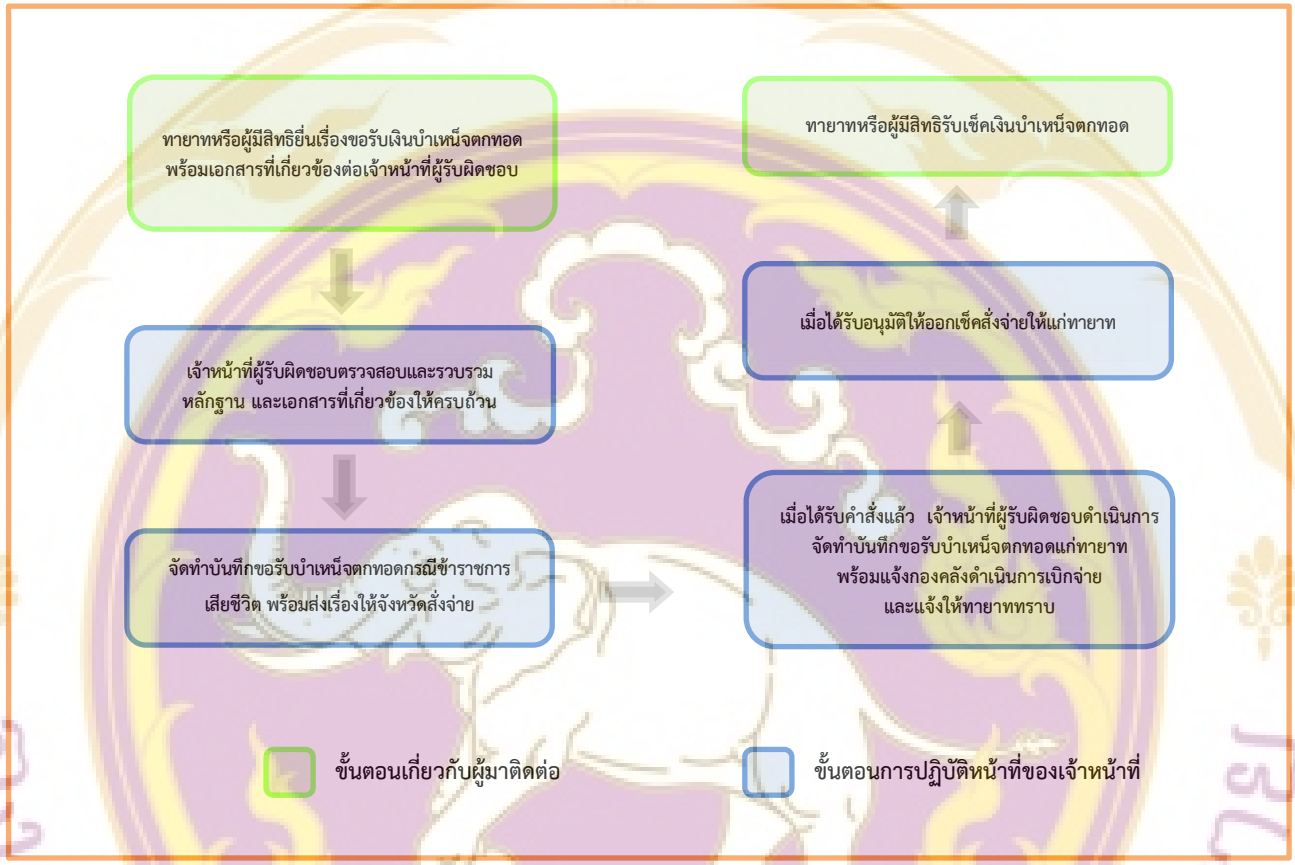 ทายาทหรือผู้มีสิทธิยื่นเรื่องขอรับเงินบำเหน็จตกทอด
พร้อมเอกสารที่เกี่ยวข้องต่อเจ้าหน้าที่ผู้รับผิดชอบ
เจ้าหน้าที่ผู้รับผิดชอบตรวจสอบและรวบรวม
หลักฐาน และเอกสารที่เกี่ยวข้องให้ครบถ้วน
จัดทำบันทึกขอรับบำเหน็จตกทอดกรณีข้าราชการ
เสียชีวิต พร้อมส่งเรื่องให้จังหวัดสั่งจ่าย
เมื่อได้รับคำสั่งแล้ว เจ้าหน้าที่ผู้รับผิดชอบดำเนินการ
จัดทำบันทึกขอรับบำเหน็จตกทอดแก่ทายาท
พร้อมแจ้งกองคลังดำเนินการเบิกจ่าย
และแจ้งให้ทายาททราบ
เมื่อได้รับอนุมัติให้ออกเช็คสั่งจ่ายให้แก่ทายาท
ทายาทหรือผู้มีสิทธิรับเช็คเงินบำเหน็จตกทอด
ขั้นตอนเกี่ยวกับผู้มาติดต่อ
ขั้นตอนการปฏิบัติหน้าที่ของเจ้าหน้าที่